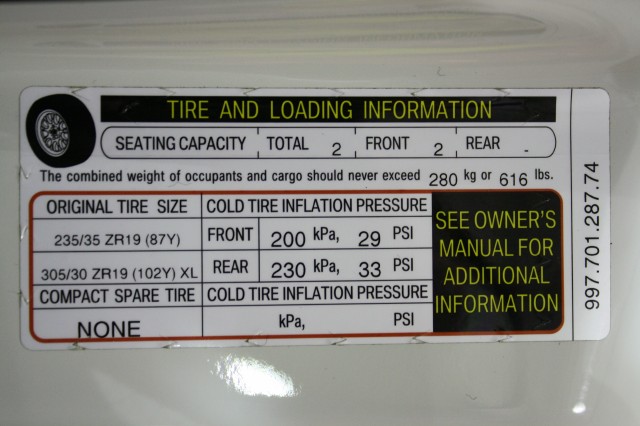 TIRE AND LOADING INFORMATION
SEATING CAPACITY TOTAL 2 FRONT 2 REAR -
The combined weight of occupants and cargo should never exceed 280 kg or 616 lbs.
ORIGINAL TIRE SIZE COLD TIRE INFLATION PRESSURE
235/35 ZR19 (87Y) FRONT 200 kPa, 29 PSI
305/30 ZR19 (102Y) XL REAR 230 kPa, 33 PSI
COMPACT SPARE TIRE COLD TIRE INFLATION PRESSURE
NONE kPa, PSI
SEE OWNER'S
MANUAL FOR
ADDITIONAL
INFORMATION
997.701.287.74